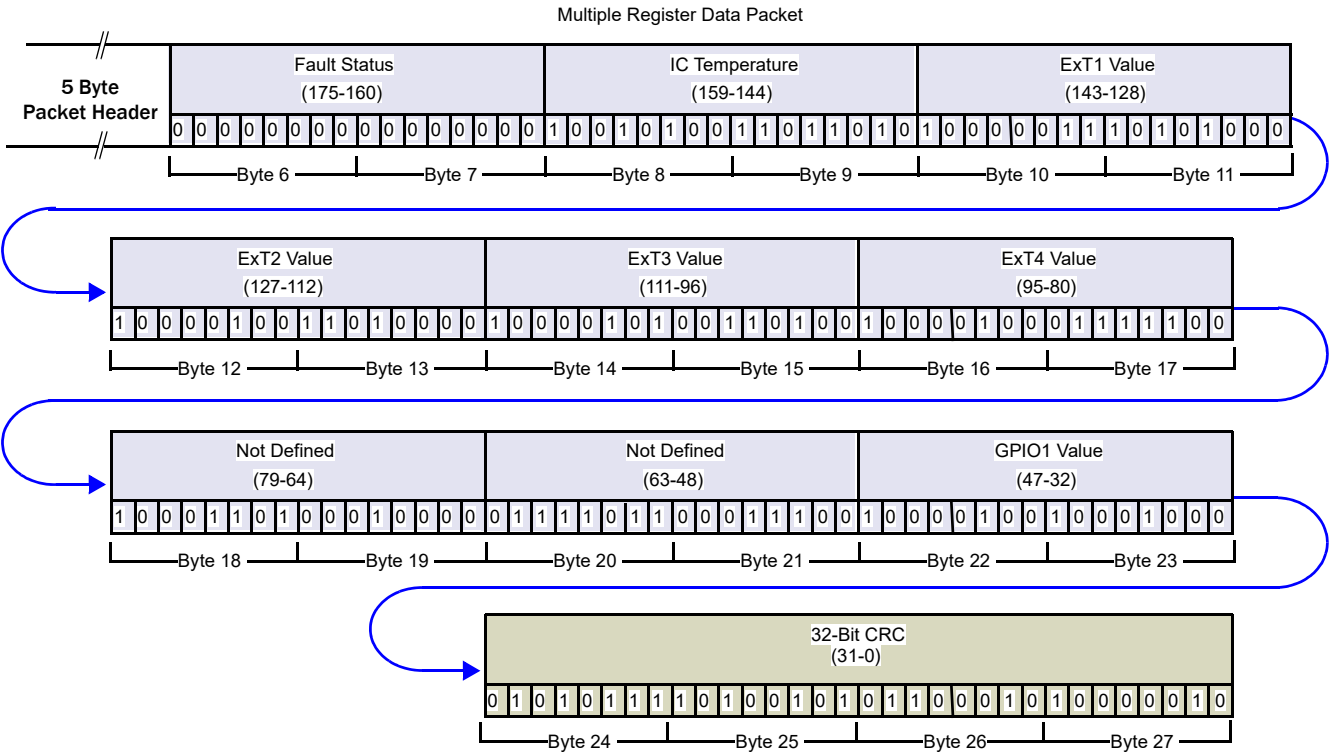 Multiple Register Data Packet
5 Byte
Packet Header
Fault Status
(175-160)
IC Temperature
(159-144)
ExT1 Value
(143-128)
0 0 0 0 0 0 0 0 0 0 0 0 0 0 0 0 1 0 0 1 0 1 0 0 1 1 0 1 1 0 1 0 1 0 0 0 0 0 1 1 1 0 1 0 1 0 0 0
Byte 6 Byte 7 Byte 8 Byte 9 Byte 10 Byte 11
ExT2 Value
(127-112)
ExT3 Value
(111-96)
ExT4 Value
(95-80)
1 0 0 0 0 1 0 0 1 1 0 1 0 0 0 0 1 0 0 0 0 1 0 1 0 0 1 1 0 1 0 0 1 0 0 0 0 1 0 0 0 1 1 1 1 1 0 0
Byte 12 Byte 13 Byte 14 Byte 15 Byte 16 Byte 17
Not Defined
(79-64)
Not Defined
(63-48)
GPIO1 Value
(47-32)
1 0 0 0 1 1 0 1 0 0 0 1 0 0 0 0 0 1 1 1 1 0 1 1 0 0 0 1 1 1 0 0 1 0 0 0 0 1 0 0 1 0 0 0 1 0 0 0
Byte 18 Byte 19 Byte 20 Byte 21 Byte 22 Byte 23
32-Bit CRC
(31-0)
0 1 0 1 0 1 1 1 1 0 1 0 0 1 0 1 0 1 1 0 0 0 1 0 1 0 0 0 0 0 1 0
Byte 24 Byte 25 Byte 26 Byte 27